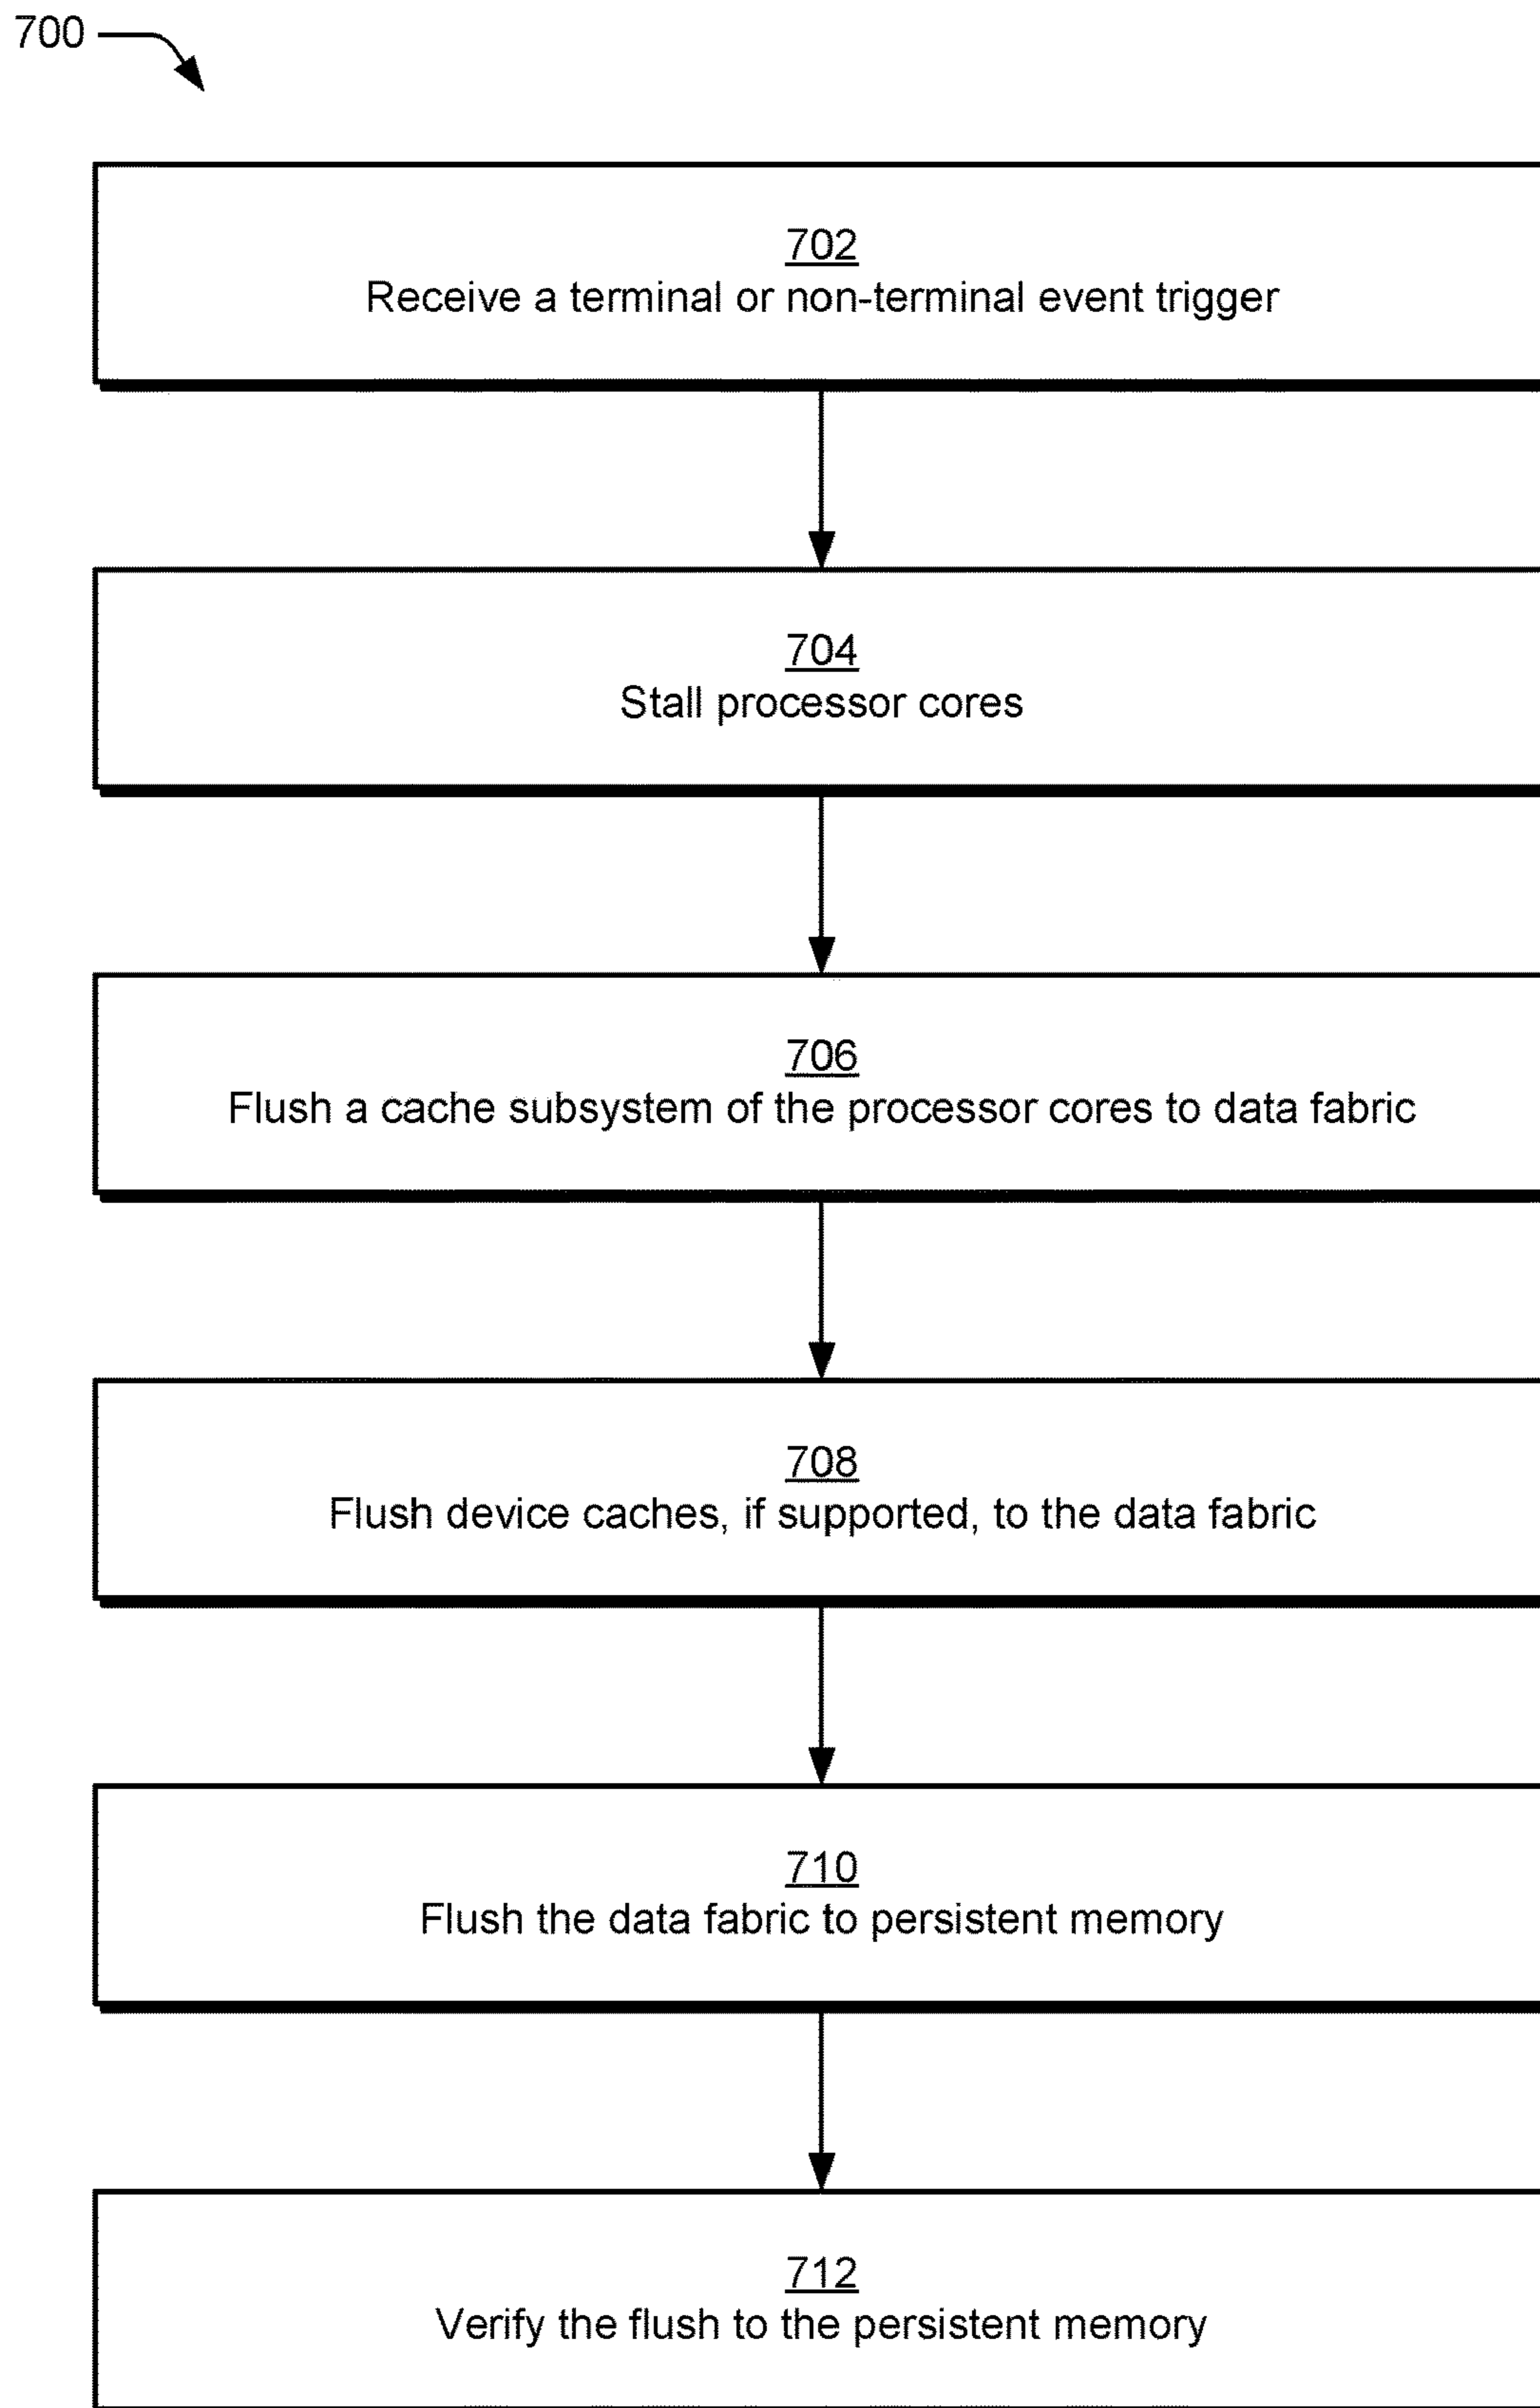 700
702
Receive a terminal or non-terminal event trigger
704
Stall processor cores
706
Flush a cache subsystem of the processor cores to data fabric
708
Flush device caches, if supported, to the data fabric
710
Flush the data fabric to persistent memory
712
Verify the flush to the persistent memory